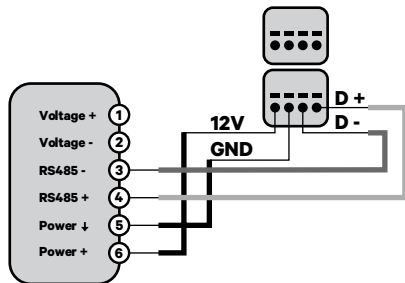 D +
12V
D -
GND
Voltage + 1
Voltage - 2
RS485 - 3
RS485 + 4
Power ↓ 5
Power + 6